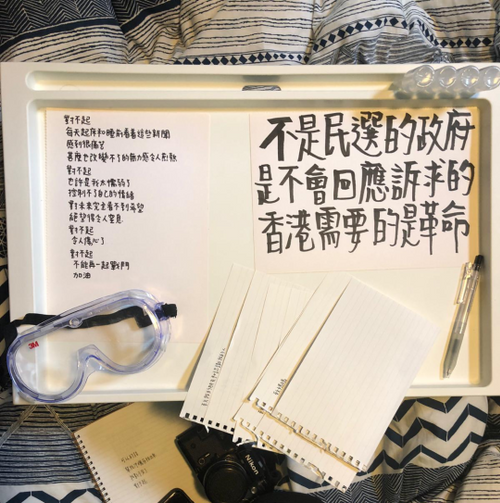 對不起
每天起床和睡前看着這些新聞
感到很痛苦
甚麼也改變不了的無力感令人煎熬
對不起
也許是我太懦弱了
控制不了自己的情緒
對未來完全看不到希望
絕望得令人窒息
對不起
令人傷心了
對不起
不能再一起戰鬥
加油
不是民選的政府
是不會回應訴求的
香港需要的是革命
3M
Nikon